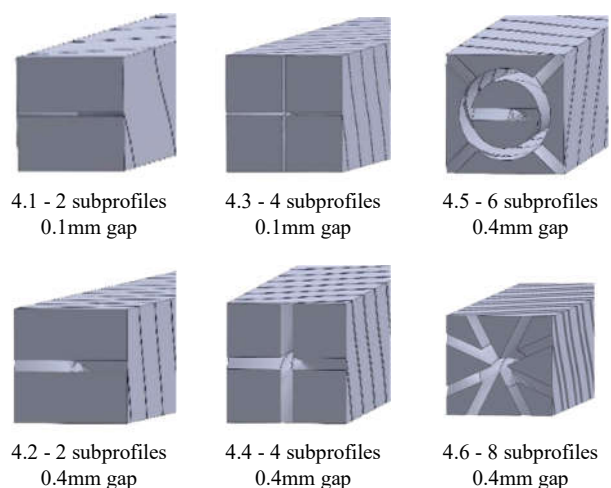 4.1 - 2 subprofiles
0.1mm gap
4.3 - 4 subprofiles
0.1mm gap
4.5 - 6 subprofiles
0.4mm gap
4.2 - 2 subprofiles
0.4mm gap
4.4 - 4 subprofiles
0.4mm gap
4.6 - 8 subprofiles
0.4mm gap